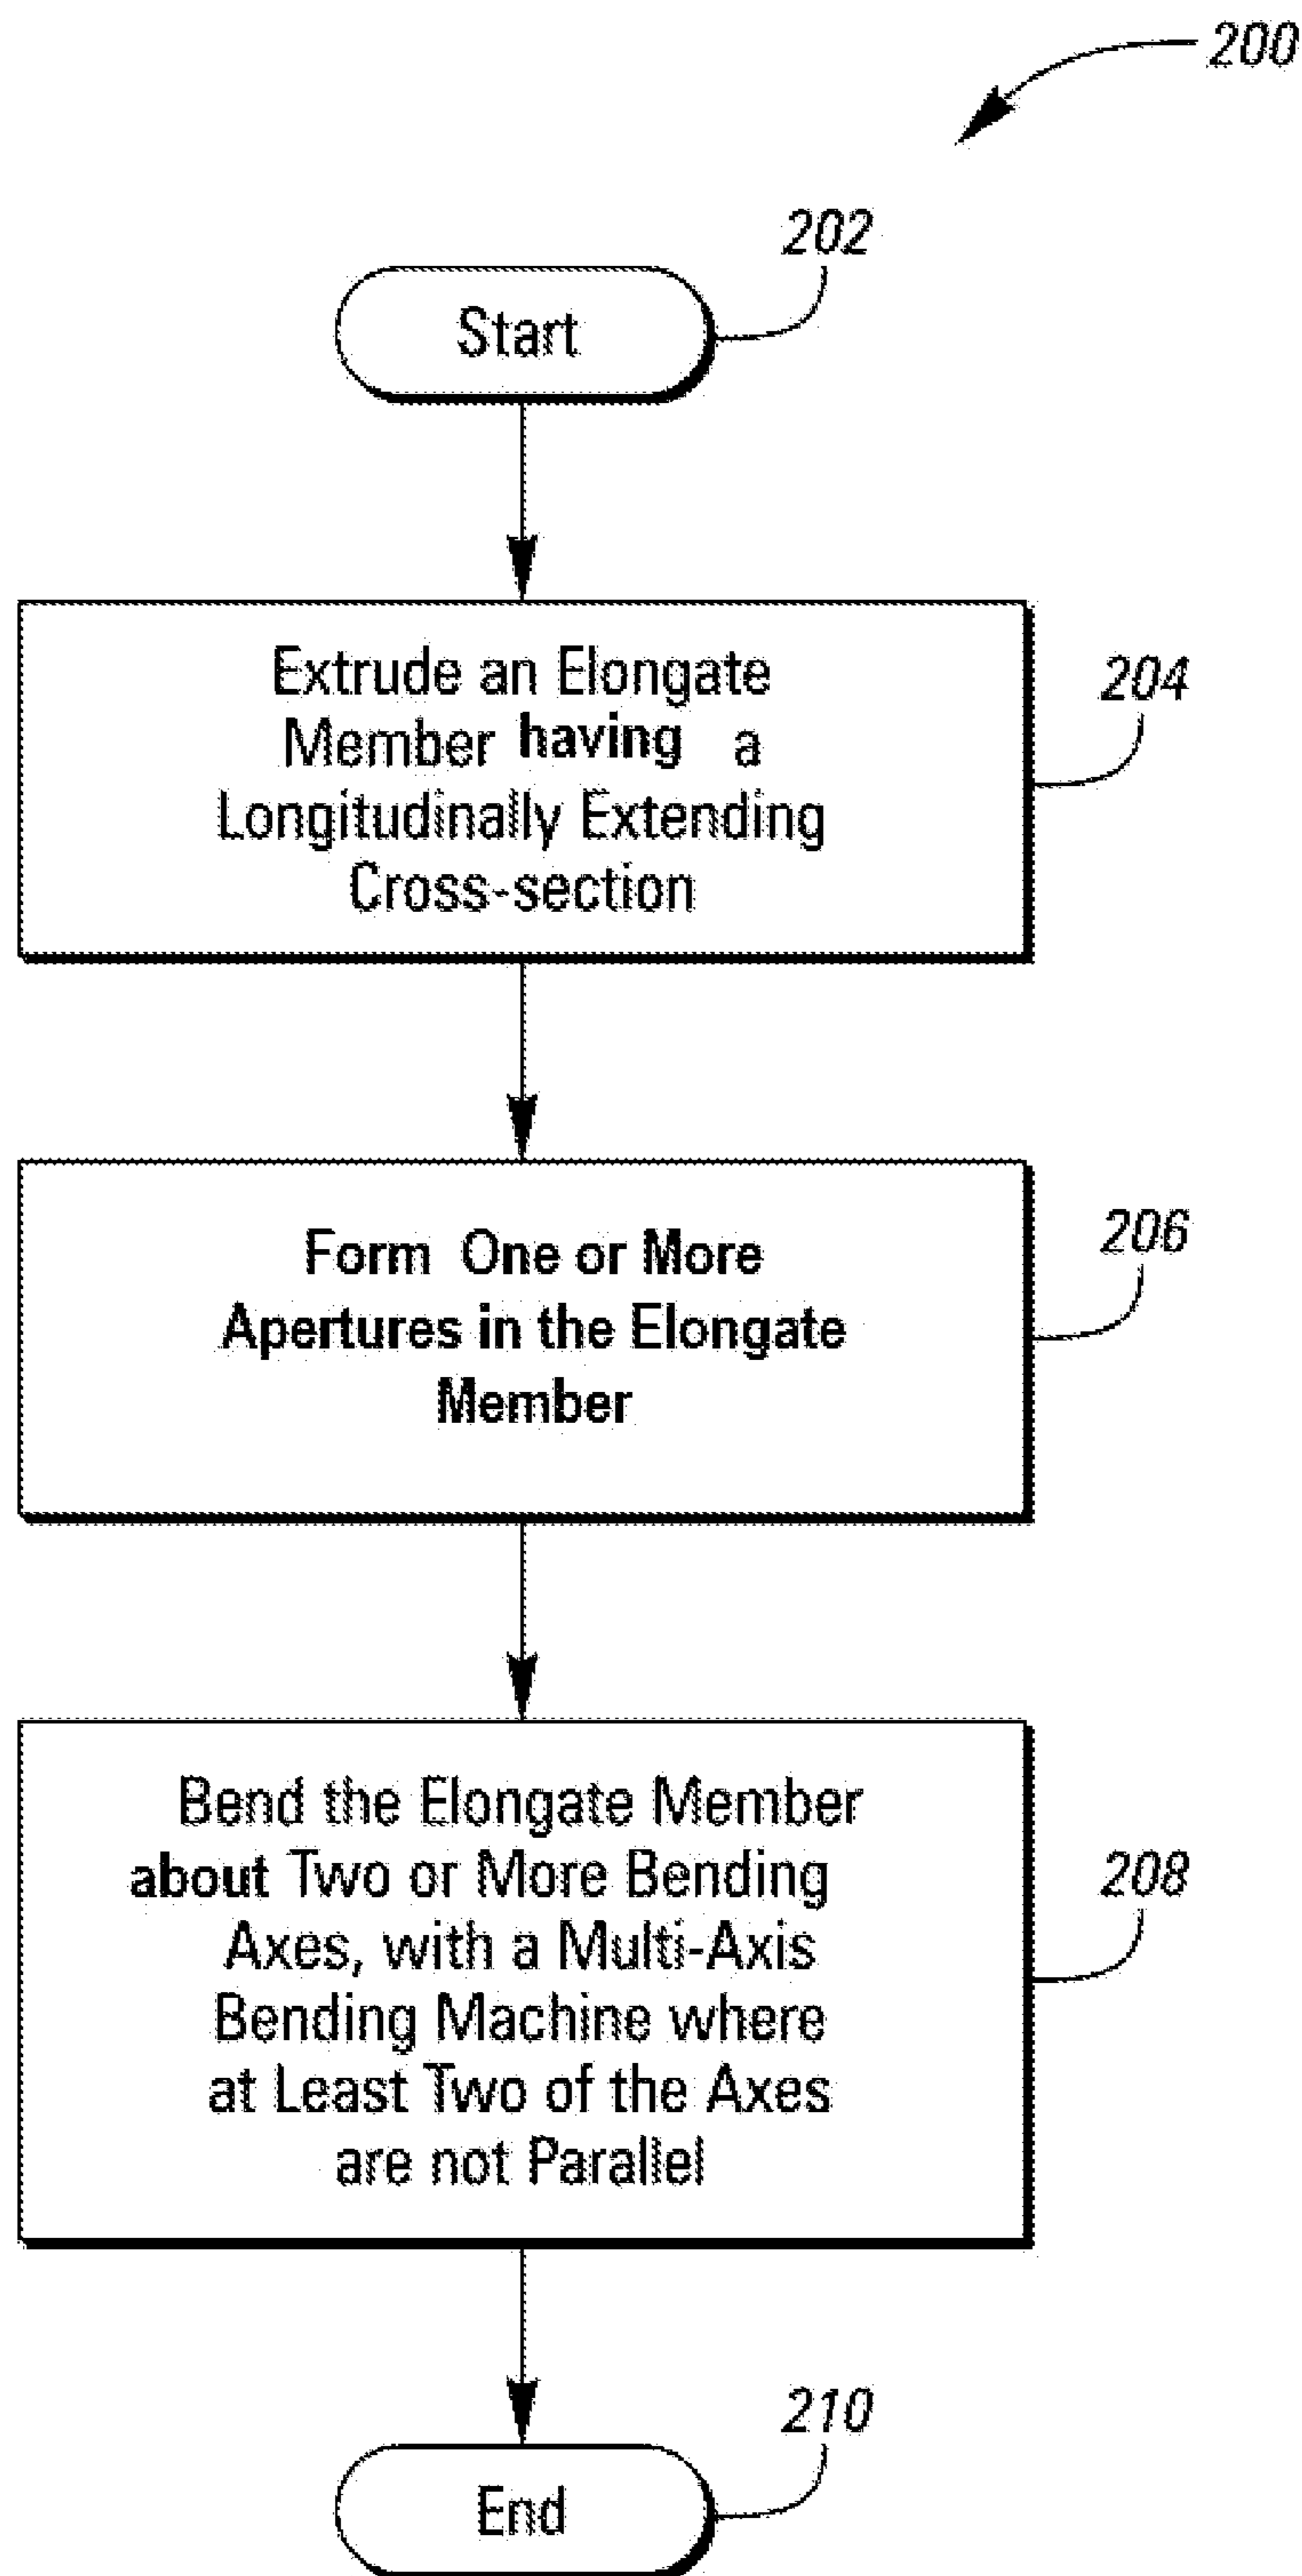 200
202
Start
Extrude an Elongate
Member having a
Longitudinally Extending
Cross-section
204
Form One or More
Apertures in the Elongate
Member
206
Bend the Elongate Member
about Two or More Bending
Axes, with a Multi-Axis
Bending Machine where
at Least Two of the Axes
are not Parallel
208
210
End